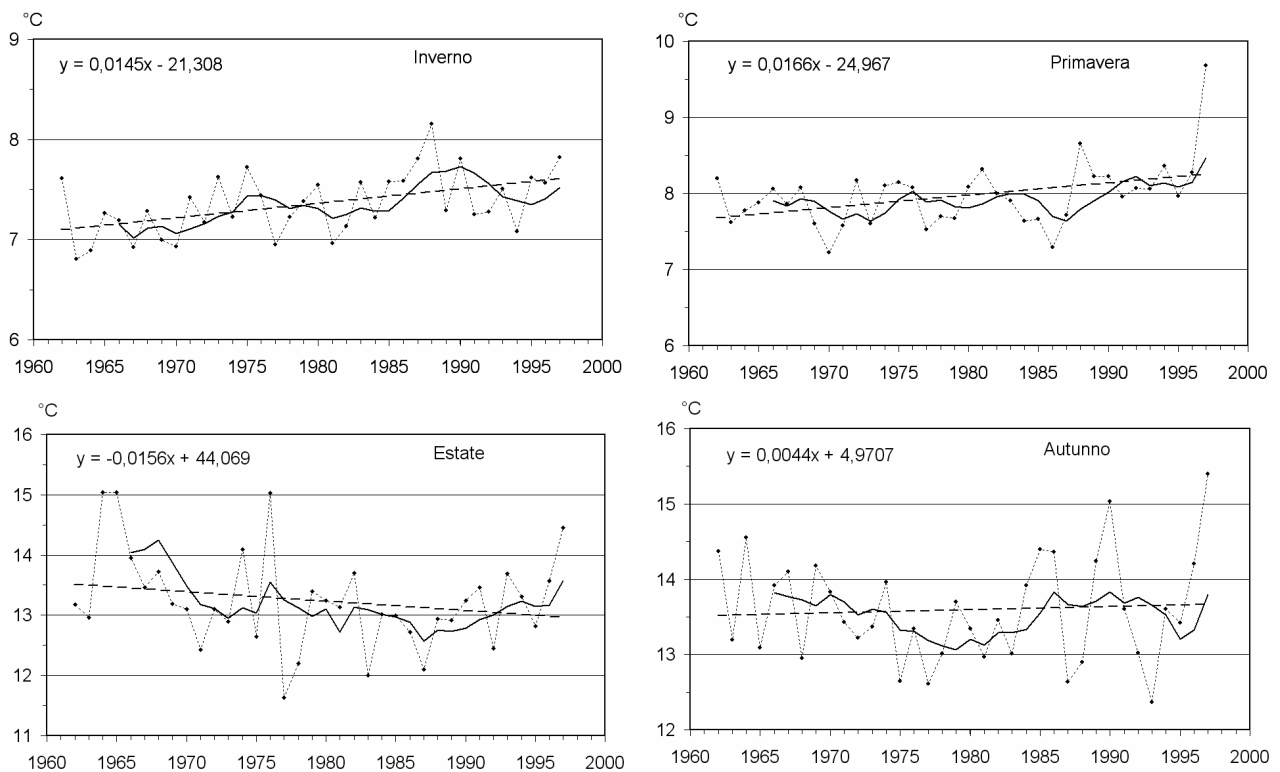 °C
Inverno
y = 0,0145x - 21,308
9
8
7
6
1960 1965 1970 1975 1980 1985 1990 1995 2000
°C
Primavera
y = 0,0166x - 24,967
10
9
8
7
6
1960 1965 1970 1975 1980 1985 1990 1995 2000
°C
Estate
y = -0,0156x + 44,069
16
15
14
13
12
11
1960 1965 1970 1975 1980 1985 1990 1995 2000
°C
Autunno
y = 0,0044x + 4,9707
16
15
14
13
12
1960 1965 1970 1975 1980 1985 1990 1995 2000